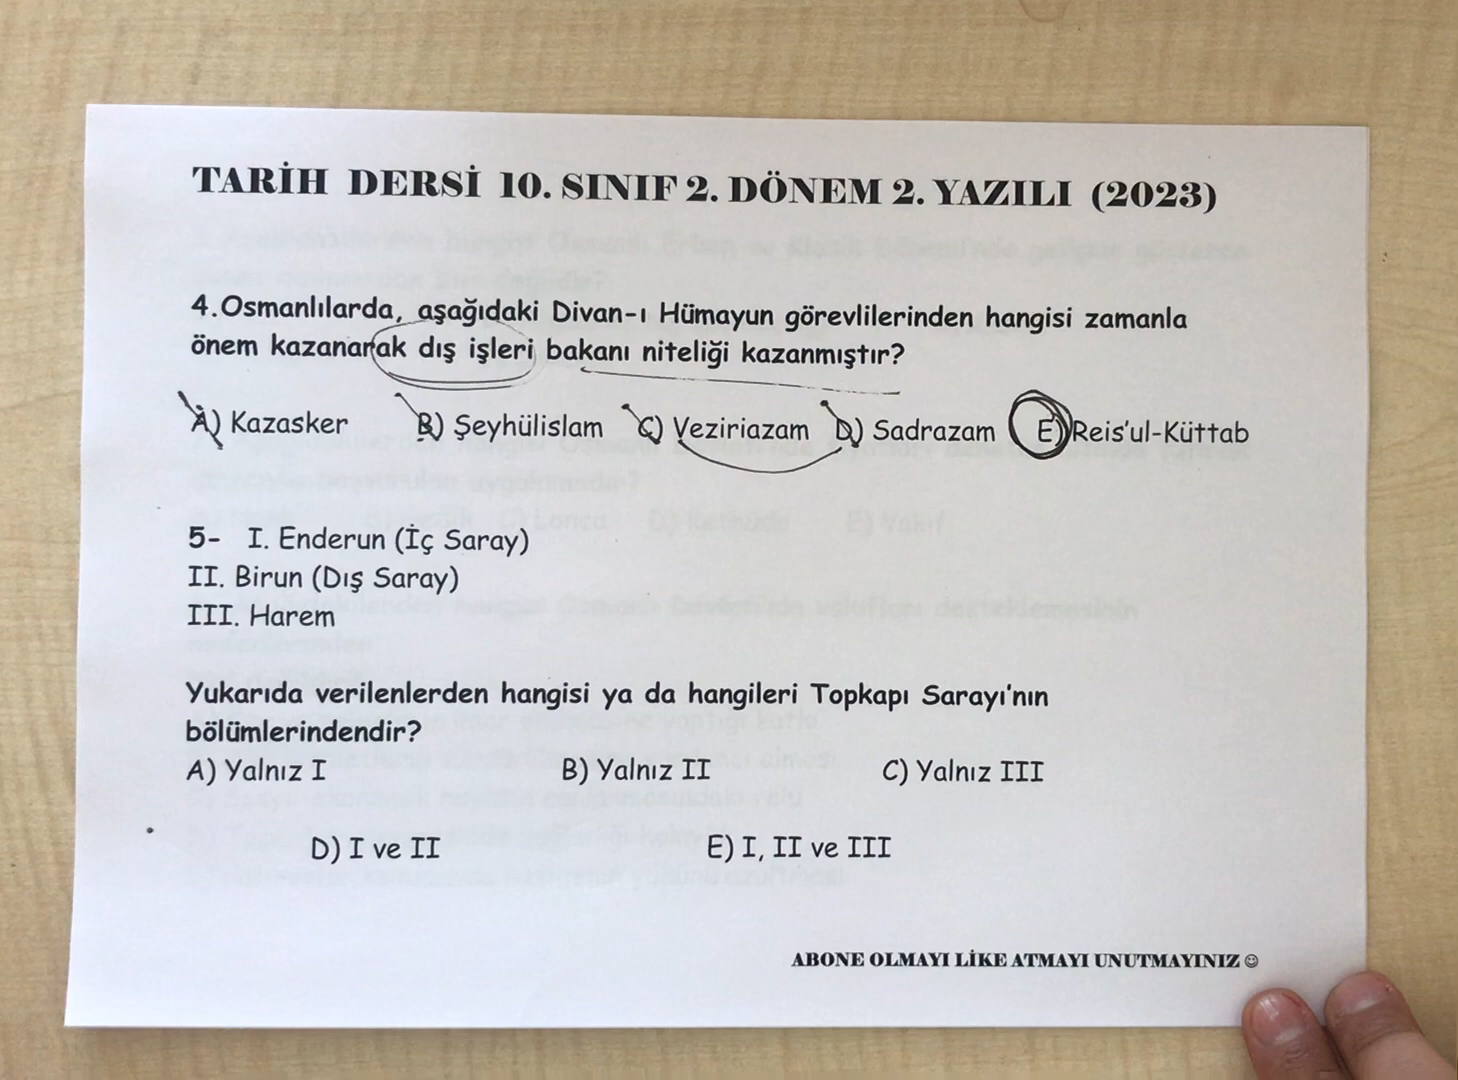 TARİH DERSİ 10. SINIF 2. DÖNEM 2. YAZILI (2023)
4.Osmanlılarda, aşağıdaki Divan-ı Hümayun görevlilerinden hangisi zamanla
önem kazanarak dış işleri bakanı niteliği kazanmıştır?
A) Kazasker B) Şeyhülislam C) Veziriazam D) Sadrazam E) Reis'ul-Küttab
5- I. Enderun (İç Saray)
II. Birun (Dış Saray)
III. Harem
Yukarıda verilenlerden hangisi ya da hangileri Topkapı Sarayı'nın
bölümlerindendir?
A) Yalnız I B) Yalnız II C) Yalnız III
D) I ve II E) I, II ve III
ABONE OLMAYI LİKE ATMAYI UNUTMAYINIZ☺